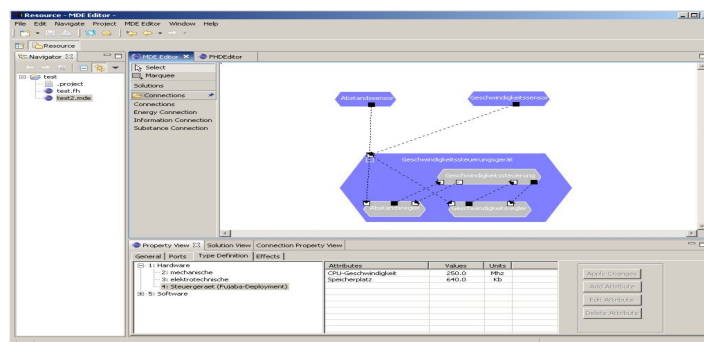 Resource - MDE Editor -
File Edit Navigate Project MDE Editor Window Help
Resource
Navigator
MDE Editor
FHDEditor
test
.project
test.fh
test2.mde
Select
Marquee
Solutions
Connections
Connections
Energy Connection
Information Connection
Substance Connection
Abstandssensor
Geschwindigkeitssensor
Geschwindigkeitssteuerungsgerät
Geschwindigkeitssteuerung
Abstandsregler
Geschwindigkeitsregler
Property View Solution View Connection Property View
General Ports Type Definition Effects
1: Hardware
2: mechanische
3: elektrotechnische
4: Steuergeraet (Fujaba-Deployment)
5: Software
Attributes Values Units
CPU-Geschwindigkeit 250.0 Mhz
Speicherplatz 640.0 Kb
Apply Changes
Add Attribute
Edit Attribute
Delete Attribute